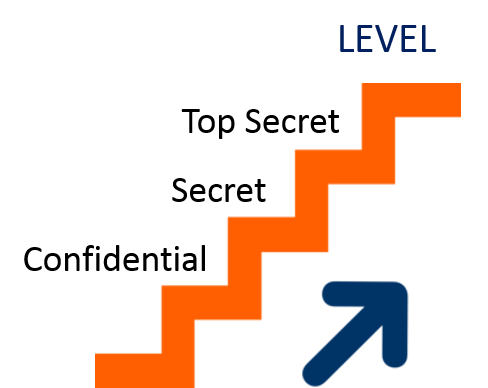 LEVEL
Top Secret
Secret
Confidential